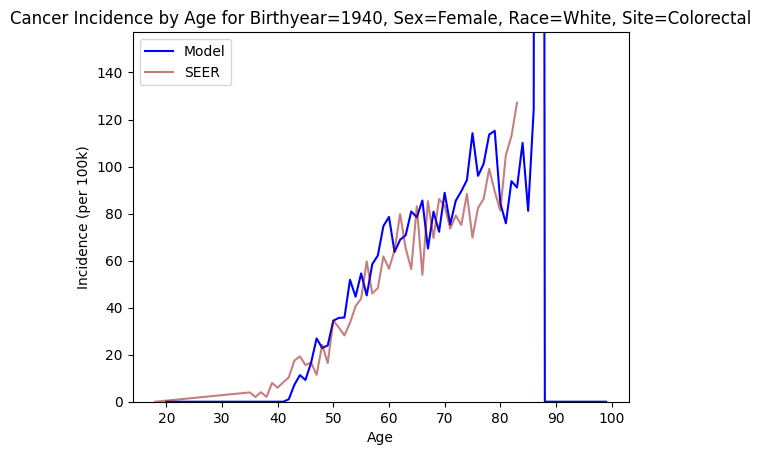 Cancer Incidence by Age for Birthyear=1940, Sex=Female, Race=White, Site=Colorectal
Model
SEER
140
120
100
80
60
40
20
0
Incidence (per 100k)
20 30 40 50 60 70 80 90 100
Age